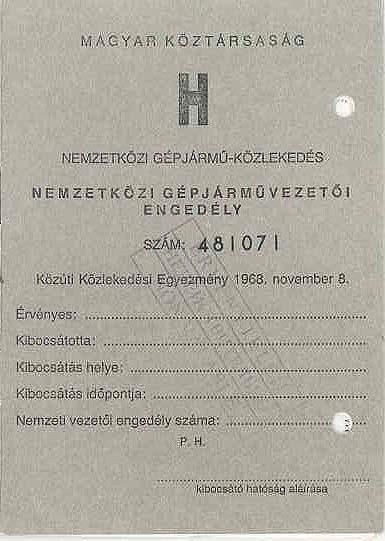 MAGYAR KÖZTÁRSASÁG
H
NEMZETKÖZI GÉPJÁRMŰ-KÖZLEKEDÉS
NEMZETKÖZI GÉPJÁRMŰVEZETŐI
ENGEDÉLY
SZÁM: 481071
Közúti Közlekedési Egyezmény 1968. november 8.
Érvényes:
Kibocsátotta:
Kibocsátás helye:
Kibocsátás időpontja:
Nemzeti vezetői engedély száma:
P. H.
kibocsátó hatóság aláírása